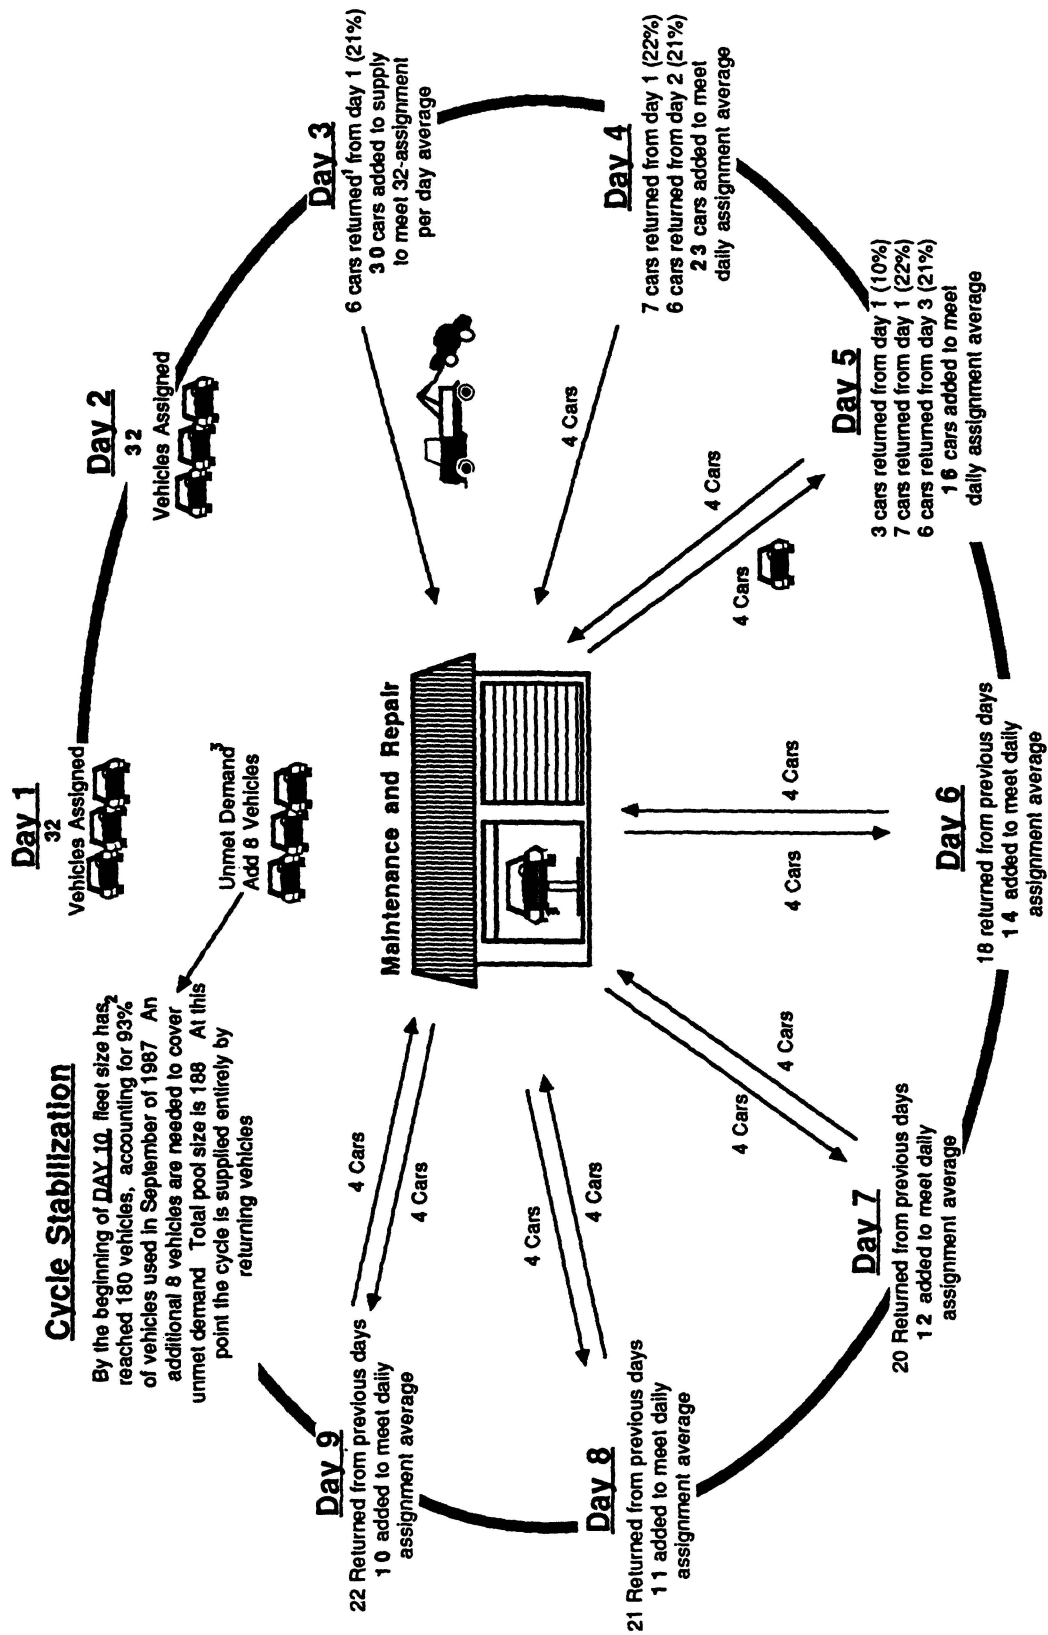 Day 1
32
Vehicles Assigned
Unmet Demand3
Add 8 Vehicles
Day 2
32
Vehicles Assigned
Day 3
6 cars returned1 from day 1 (21%)
30 cars added to supply
to meet 32-assignment
per day average
Day 4
7 cars returned from day 1 (22%)
6 cars returned from day 2 (21%)
23 cars added to meet
daily assignment average
4 Cars
Day 5
3 cars returned from day 1 (10%)
7 cars returned from day 1 (22%)
6 cars returned from day 3 (21%)
16 cars added to meet
daily assignment average
4 Cars
4 Cars
Day 6
18 returned from previous days
14 added to meet daily
assignment average
4 Cars
4 Cars
Day 7
20 Returned from previous days
12 added to meet daily
assignment average
4 Cars
4 Cars
Day 8
21 Returned from previous days
11 added to meet daily
assignment average
4 Cars
4 Cars
Day 9
22 Returned from previous days
10 added to meet daily
assignment average
4 Cars
4 Cars
Maintenance and Repair
Cycle Stabilization
By the beginning of DAY 10, fleet size has
reached 180 vehicles, accounting for 93%2
of vehicles used in September of 1987 An
additional 8 vehicles are needed to cover
unmet demand Total pool size is 188 At this
point the cycle is supplied entirely by
returning vehicles